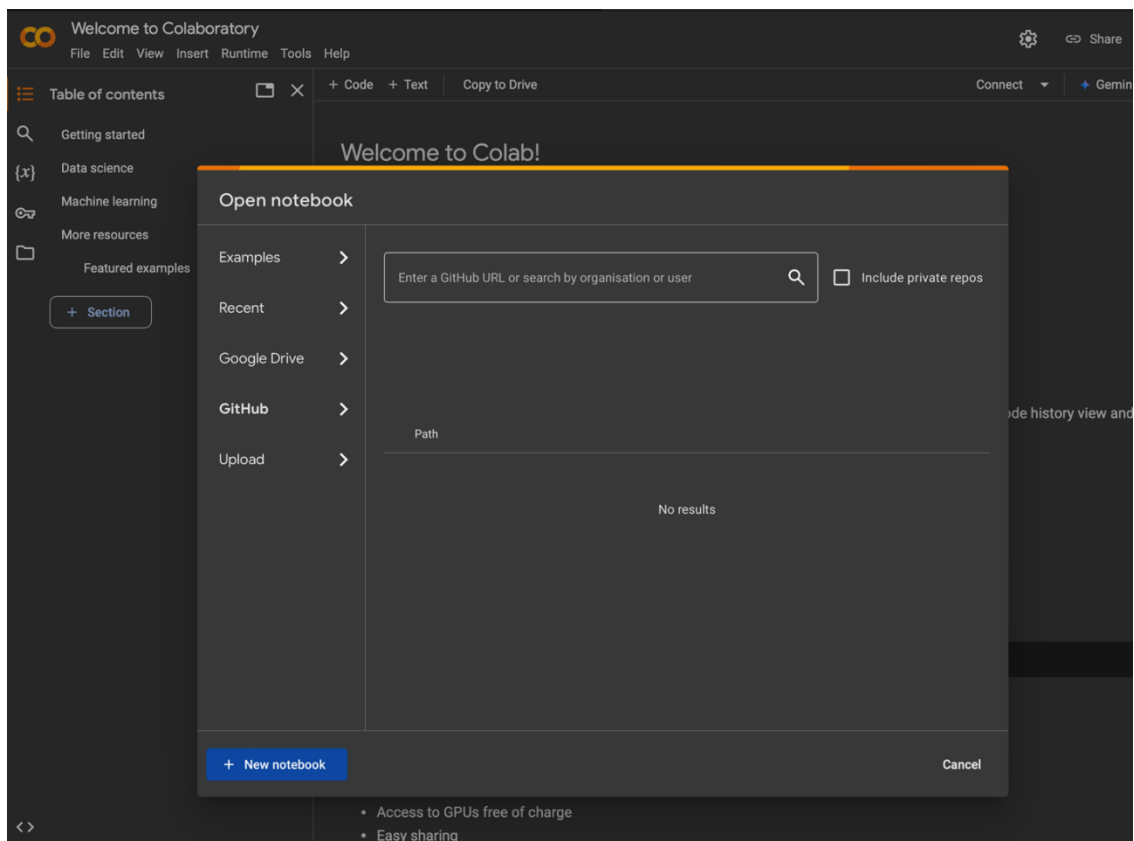 Welcome to Colaboratory
File Edit View Insert Runtime Tools Help
Share
Table of contents
+ Code + Text Copy to Drive
Connect
Gemin
Getting started
Data science
Machine learning
More resources
Featured examples
+ Section
{x}
Welcome to Colab!
Open notebook
Examples
Recent
Google Drive
GitHub
Upload
Enter a GitHub URL or search by organisation or user
Include private repos
Path
No results
+ New notebook
Cancel
ode history view and
• Access to GPUs free of charge
• Easy sharing